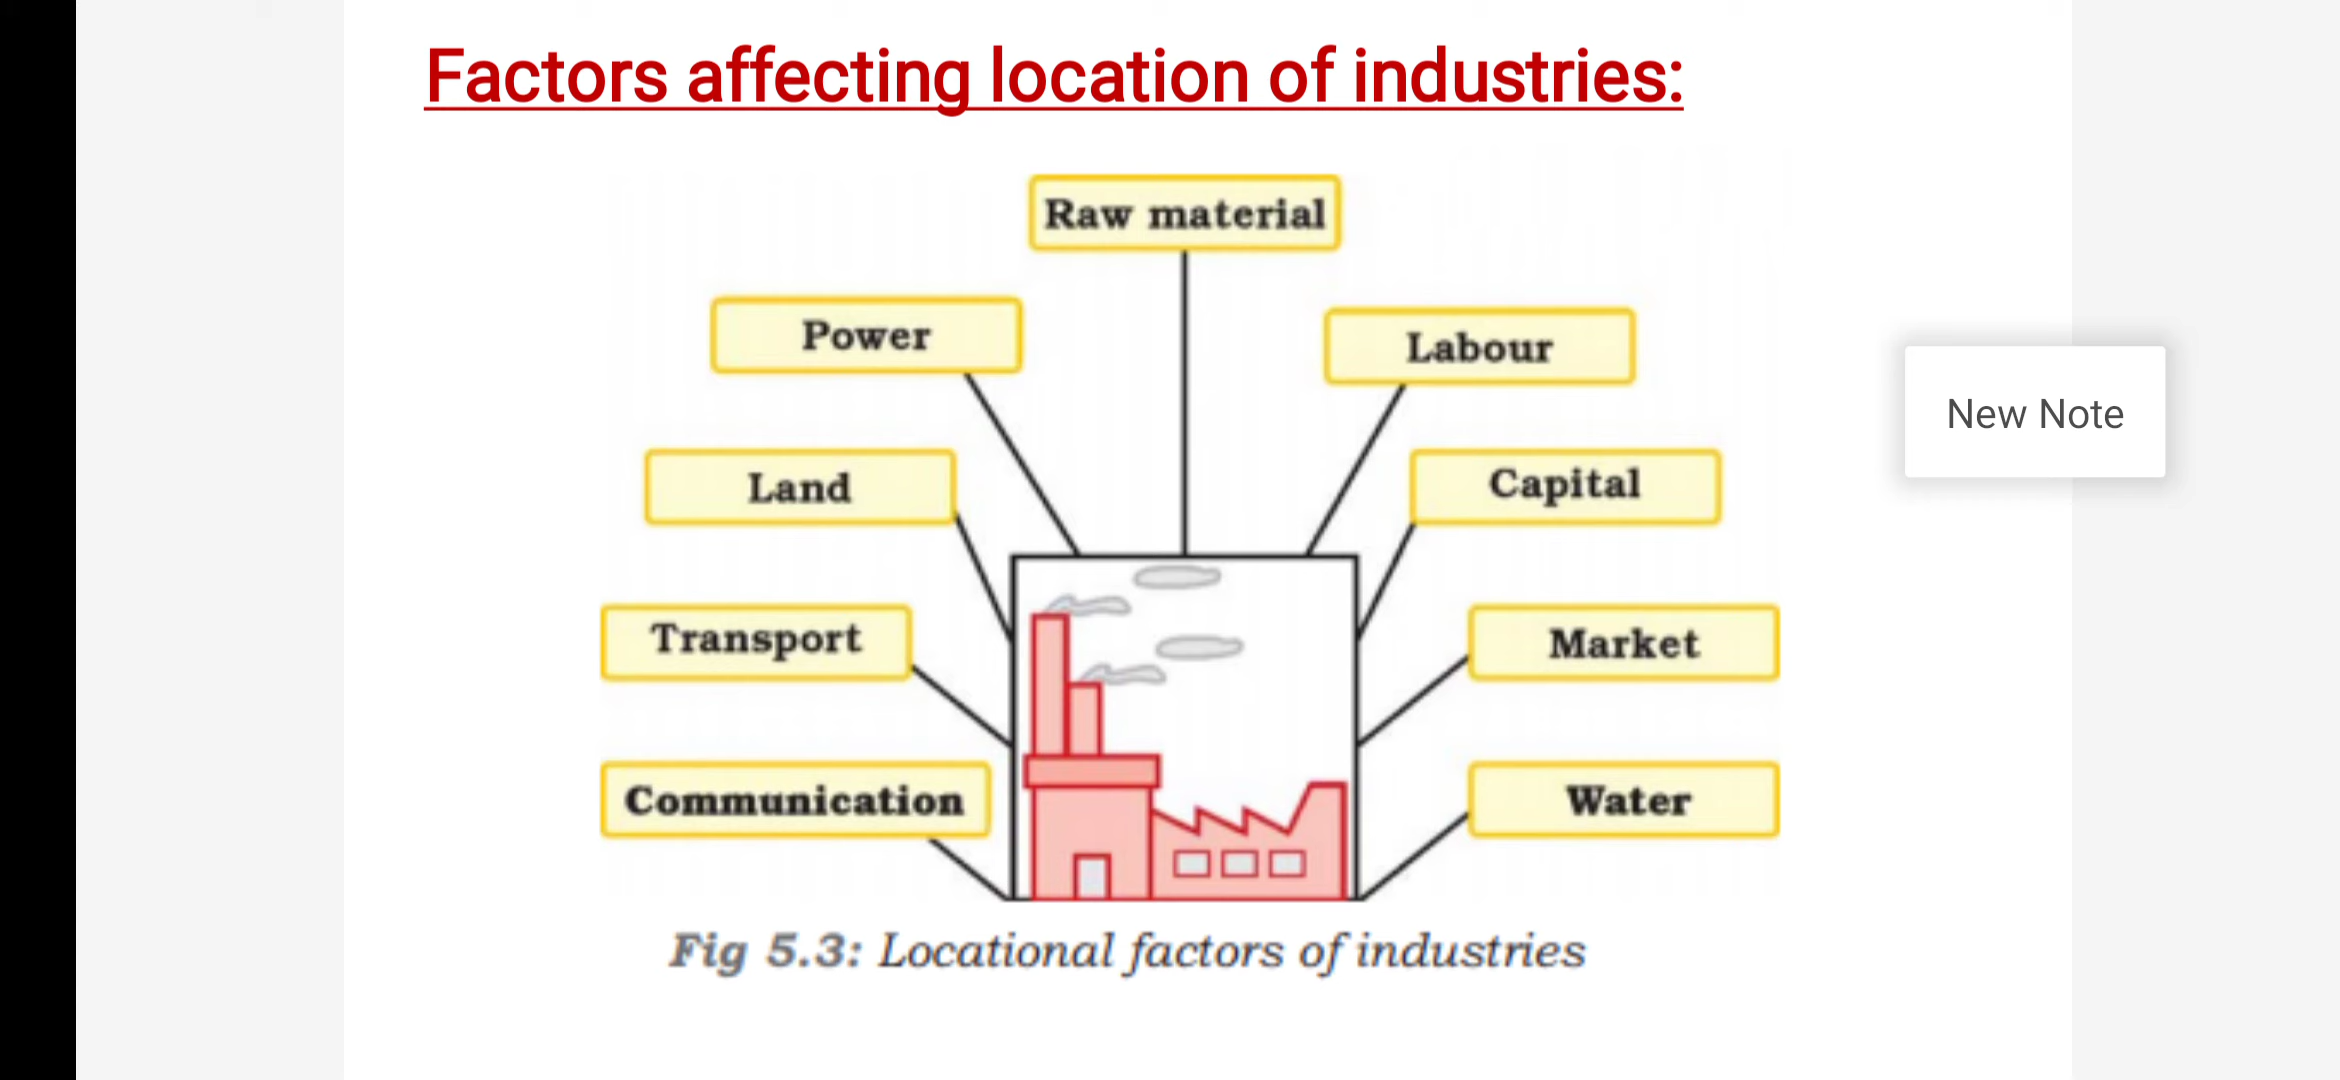 Factors affecting location of industries:
Raw material
Power
Labour
Land
Capital
New Note
Transport
Market
Communication
Water
Fig 5.3: Locational factors of industries